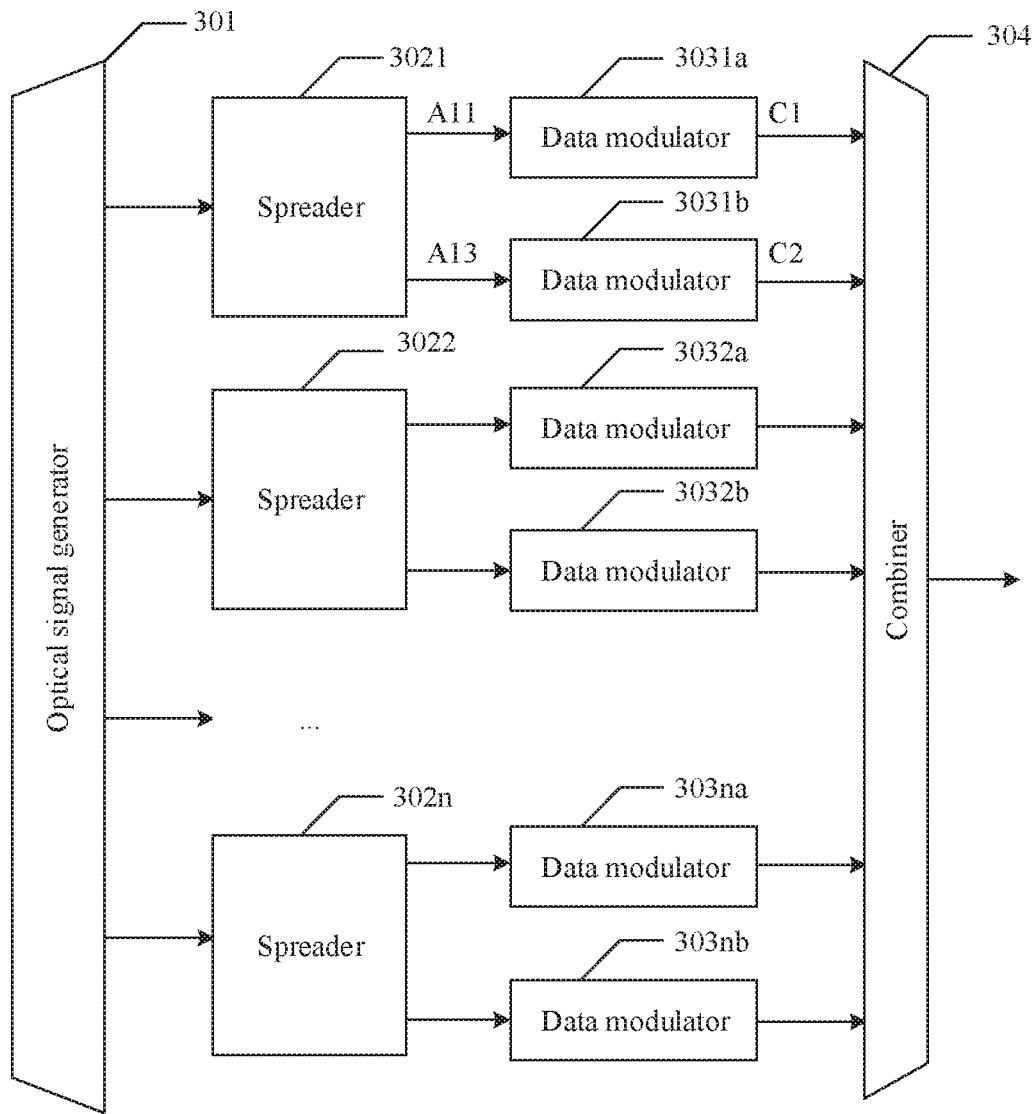 301
304
3021
3031a
A11
Data modulator
C1
Spreader
3031b
A13
Data modulator
C2
3022
3032a
Data modulator
Spreader
3032b
Data modulator
Optical signal generator
Combiner
...
302n
303na
Data modulator
Spreader
303nb
Data modulator